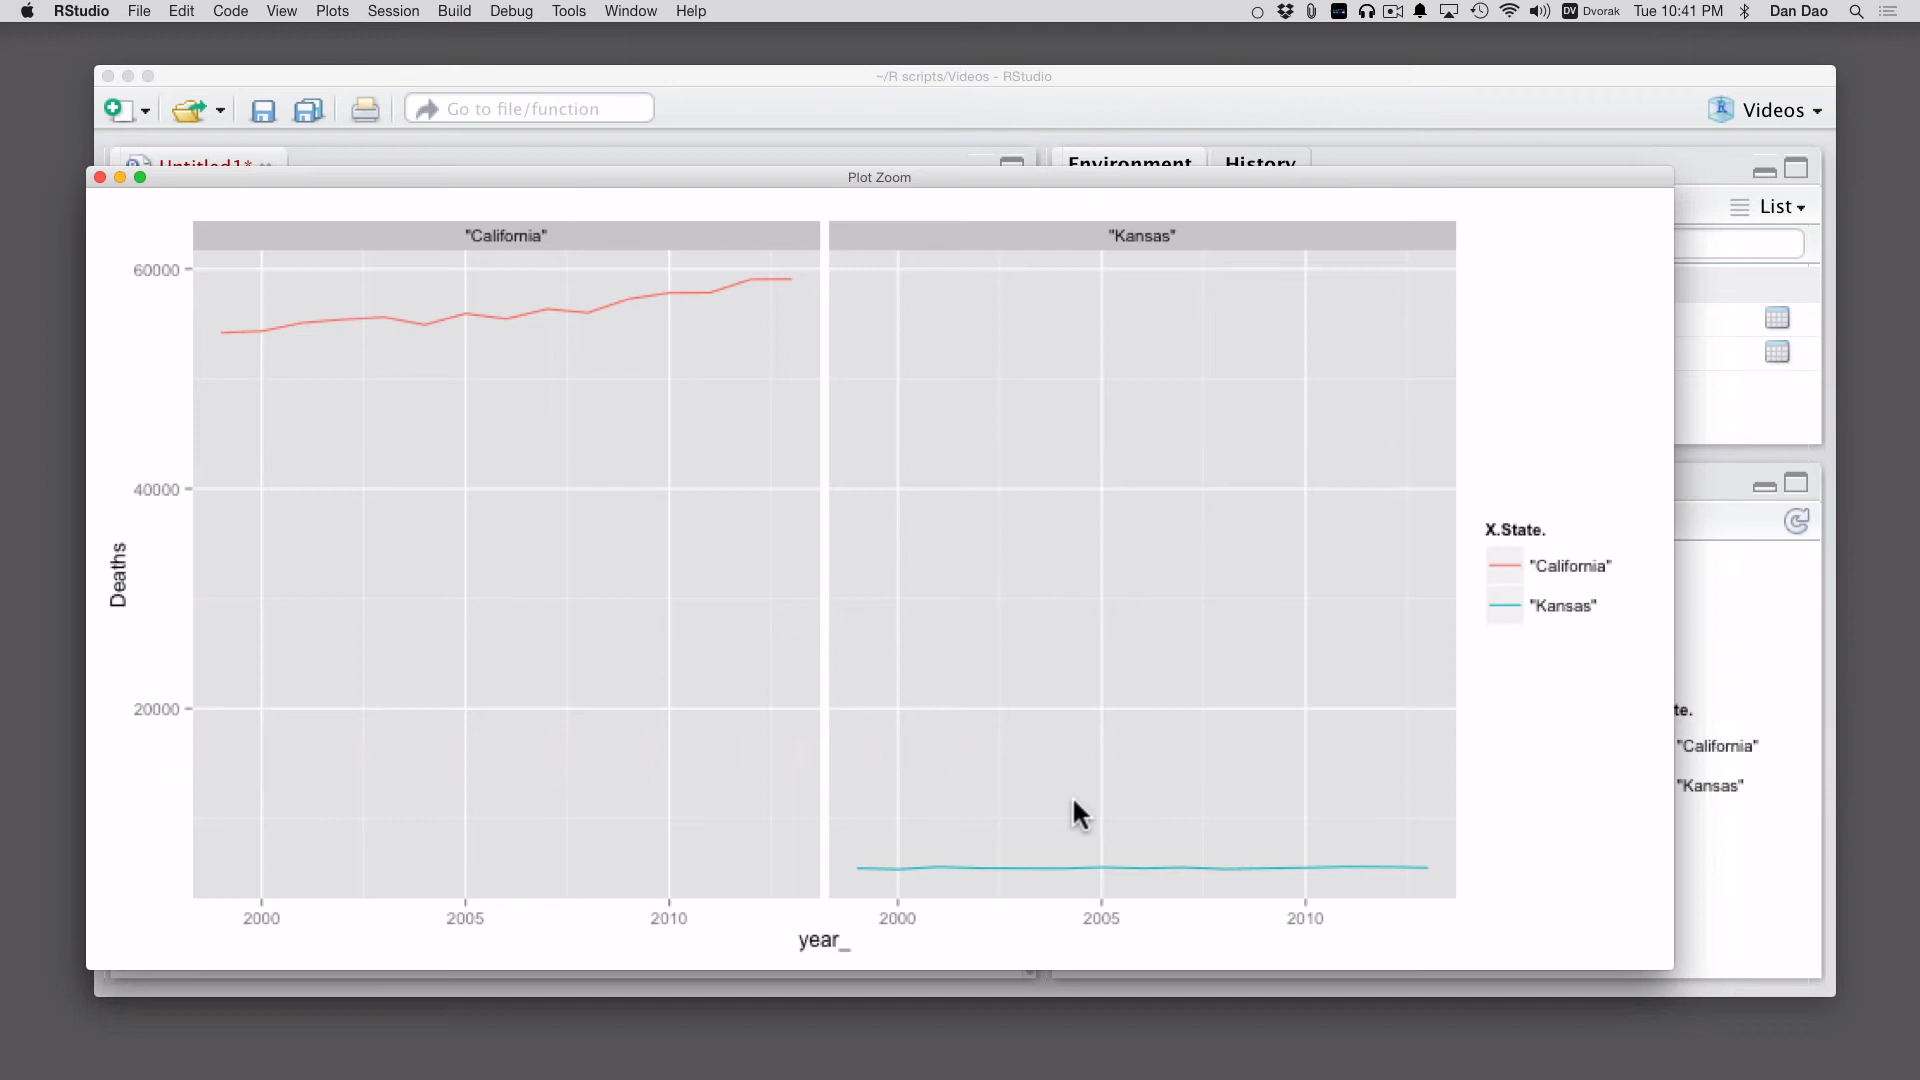 RStudio File Edit Code View Plots Session Build Debug Tools Window Help DV Dvorak Tue 10:41 PM Dan Dao
~/R scripts/Videos - RStudio
Go to file/function
Videos
Untitled1*
Environment History
Plot Zoom
List
"California" "Kansas"
60000
40000
20000
Deaths
X.State.
"California"
"Kansas"
te.
"California"
"Kansas"
2000 2005 2010 2000 2005 2010
year_